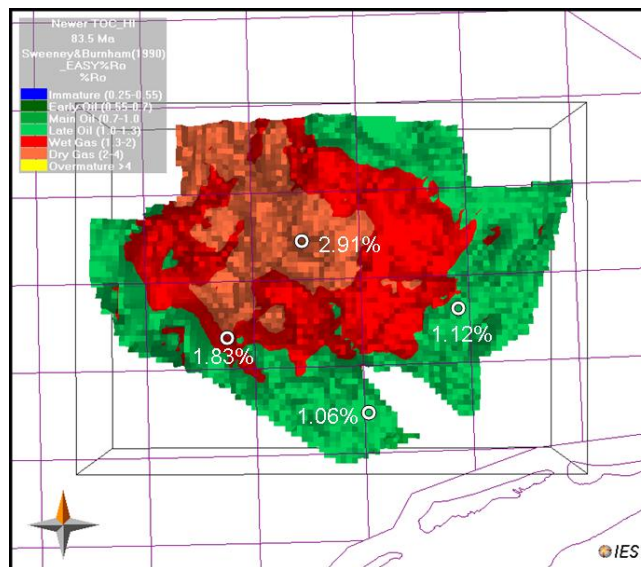 Newer TOC_HI
83.5 Ma
Sweeney&Burnham(1990)
_EASY%Ro
%Ro
Immature (0.25-0.55)
Early Oil (0.55-0.7)
Main Oil (0.7-1.0
Late Oil (1.0-1.3)
Wet Gas (1.3-2)
Dry Gas (2-4)
Overmature >4
2.91%
1.12%
1.83%
1.06%
IES